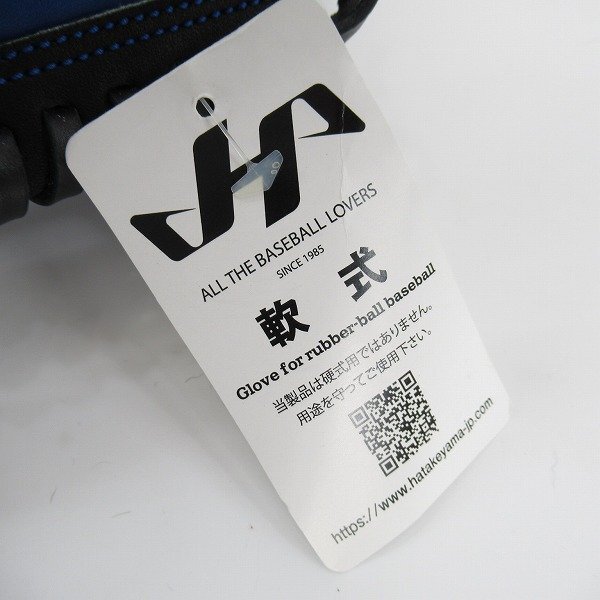 ALL THE BASEBALL LOVERS
SINCE 1985
軟式
Glove for rubber-ball baseball
当製品は硬式用ではありません。
用途を守ってご使用下さい。
https://www.hatakeyama-jp.com